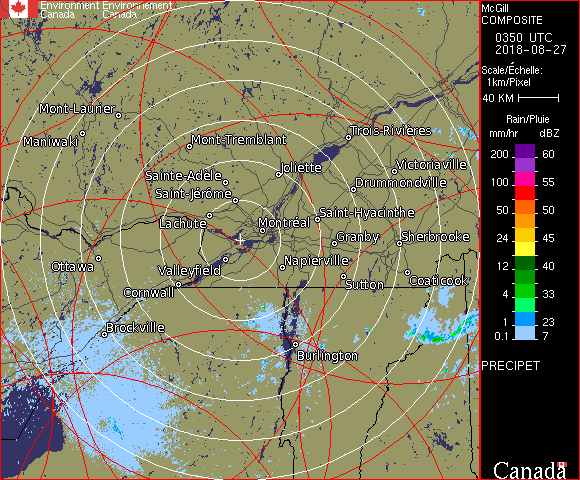 Environment Environnement
Canada Canada
McGill
COMPOSITE
0350 UTC
2018-08-27
Scale/Échelle:
1km/Pixel
40 KM
Rain/Pluie
mm/hr dBZ
200 60
100 55
50 50
24 45
12 40
4 33
1 23
0.1 7
PRECIPET
Canada
Mont-Laurier
Maniwaki
Mont-Tremblant
Trois-Rivières
Sainte-Adèle
Joliette
Victoriaville
Saint-Jérôme
Drummondville
Lachute
Montréal
Saint-Hyacinthe
Granby
Sherbrooke
Ottawa
Valleyfield
Napierville
Cornwall
Sutton
Coaticook
Brockville
Burlington